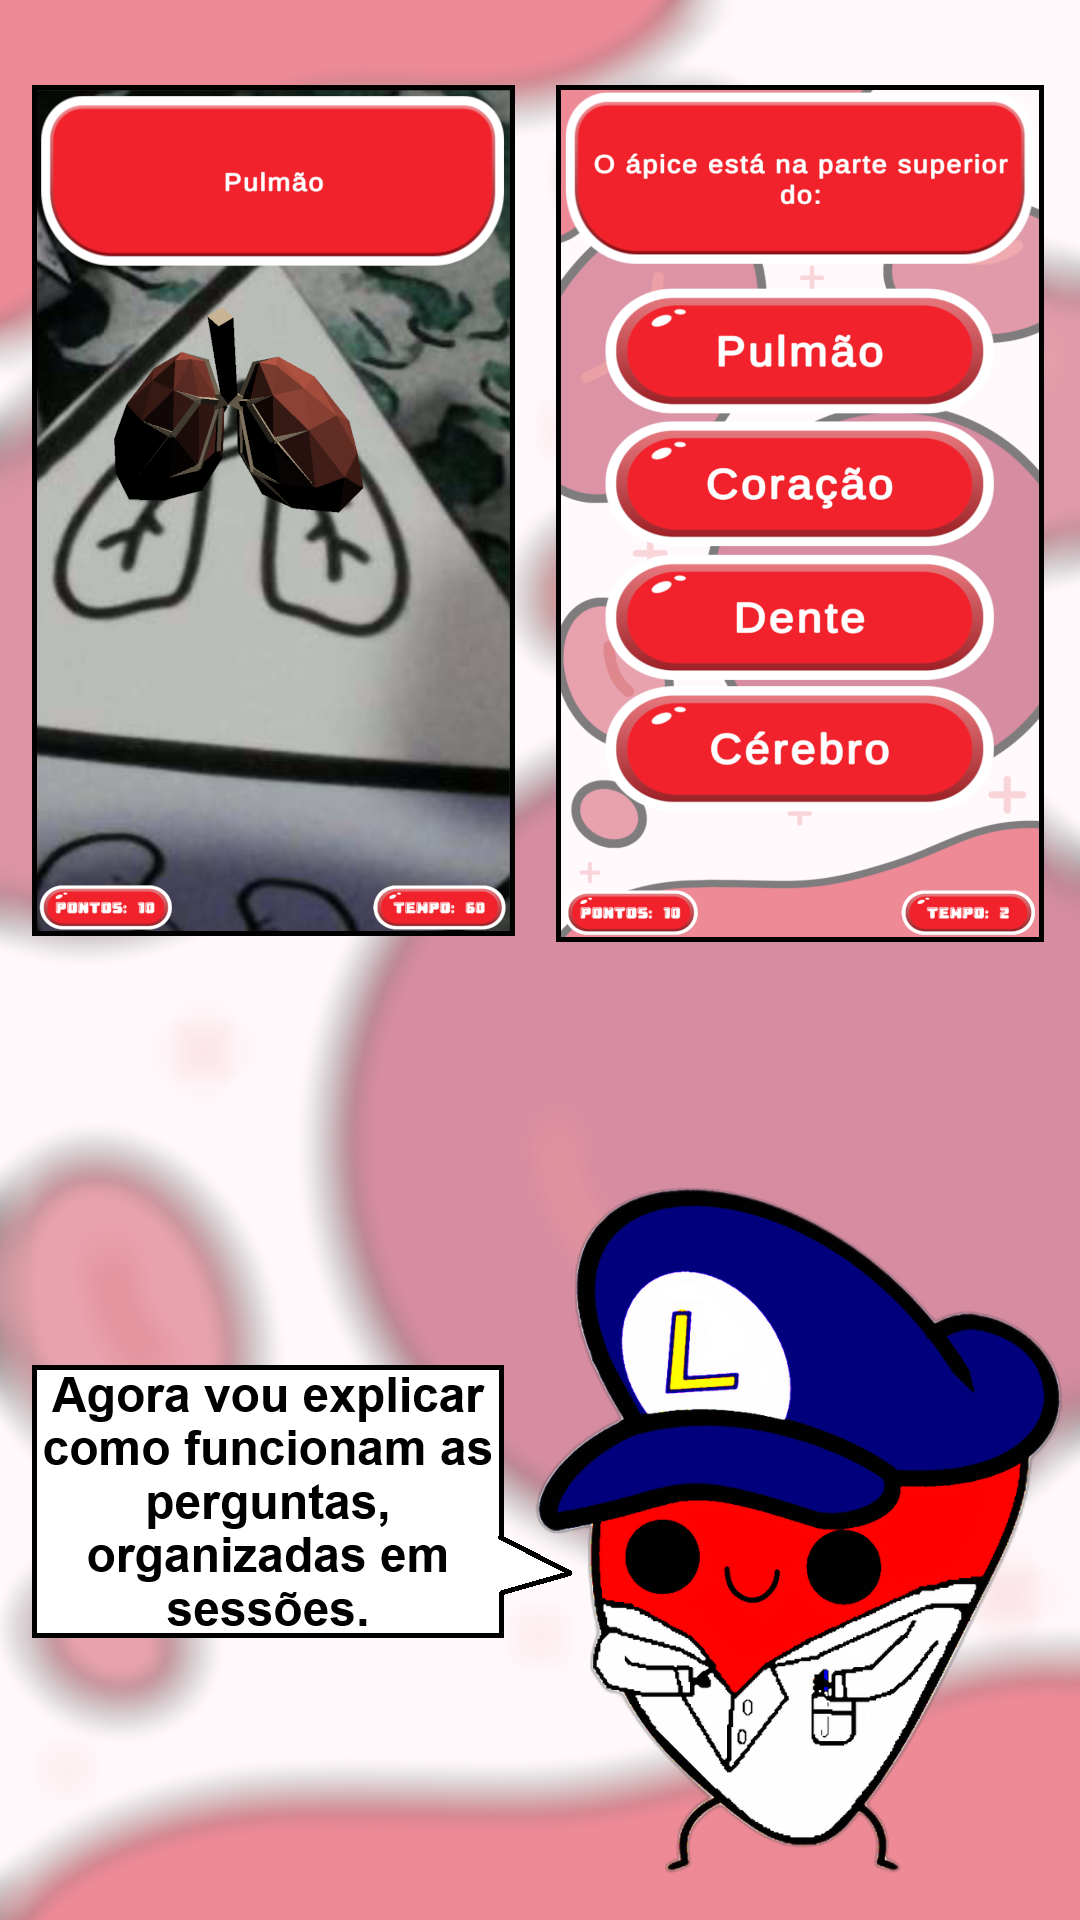 Pulmão
PONTOS: 10
TEMPO: 60
O ápice está na parte superior
do:
Pulmão
Coração
Dente
Cérebro
PONTOS: 10
TEMPO: 2
L
Agora vou explicar
como funcionam as
perguntas,
organizadas em
sessões.